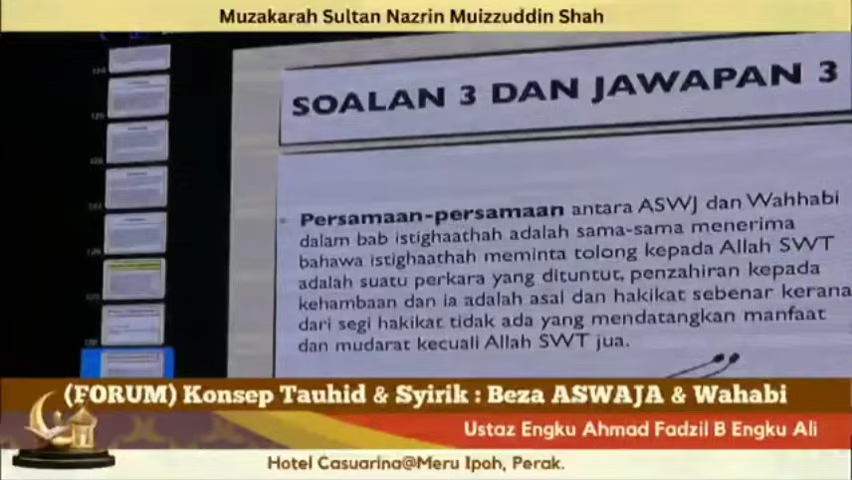 Muzakarah Sultan Nazrin Muizzuddin Shah
SOALAN 3 DAN JAWAPAN 3
Persamaan-persamaan antara ASWJ dan Wahhabi
dalam bab istighaathah adalah sama-sama menerima
bahawa istighaathah meminta tolong kepada Allah SWT
adalah suatu perkara yang dituntut, penzahiran kepada
kehambaan dan ia adalah asal dan hakikat sebenar kerana
dari segi hakikat tidak ada yang mendatangkan manfaat
dan mudarat kecuali Allah SWT jua.
(FORUM) Konsep Tauhid & Syirik : Beza ASWAJA & Wahabi
Ustaz Engku Ahmad Fadzil B Engku Ali
Hotel Casuarina@Meru Ipoh, Perak.